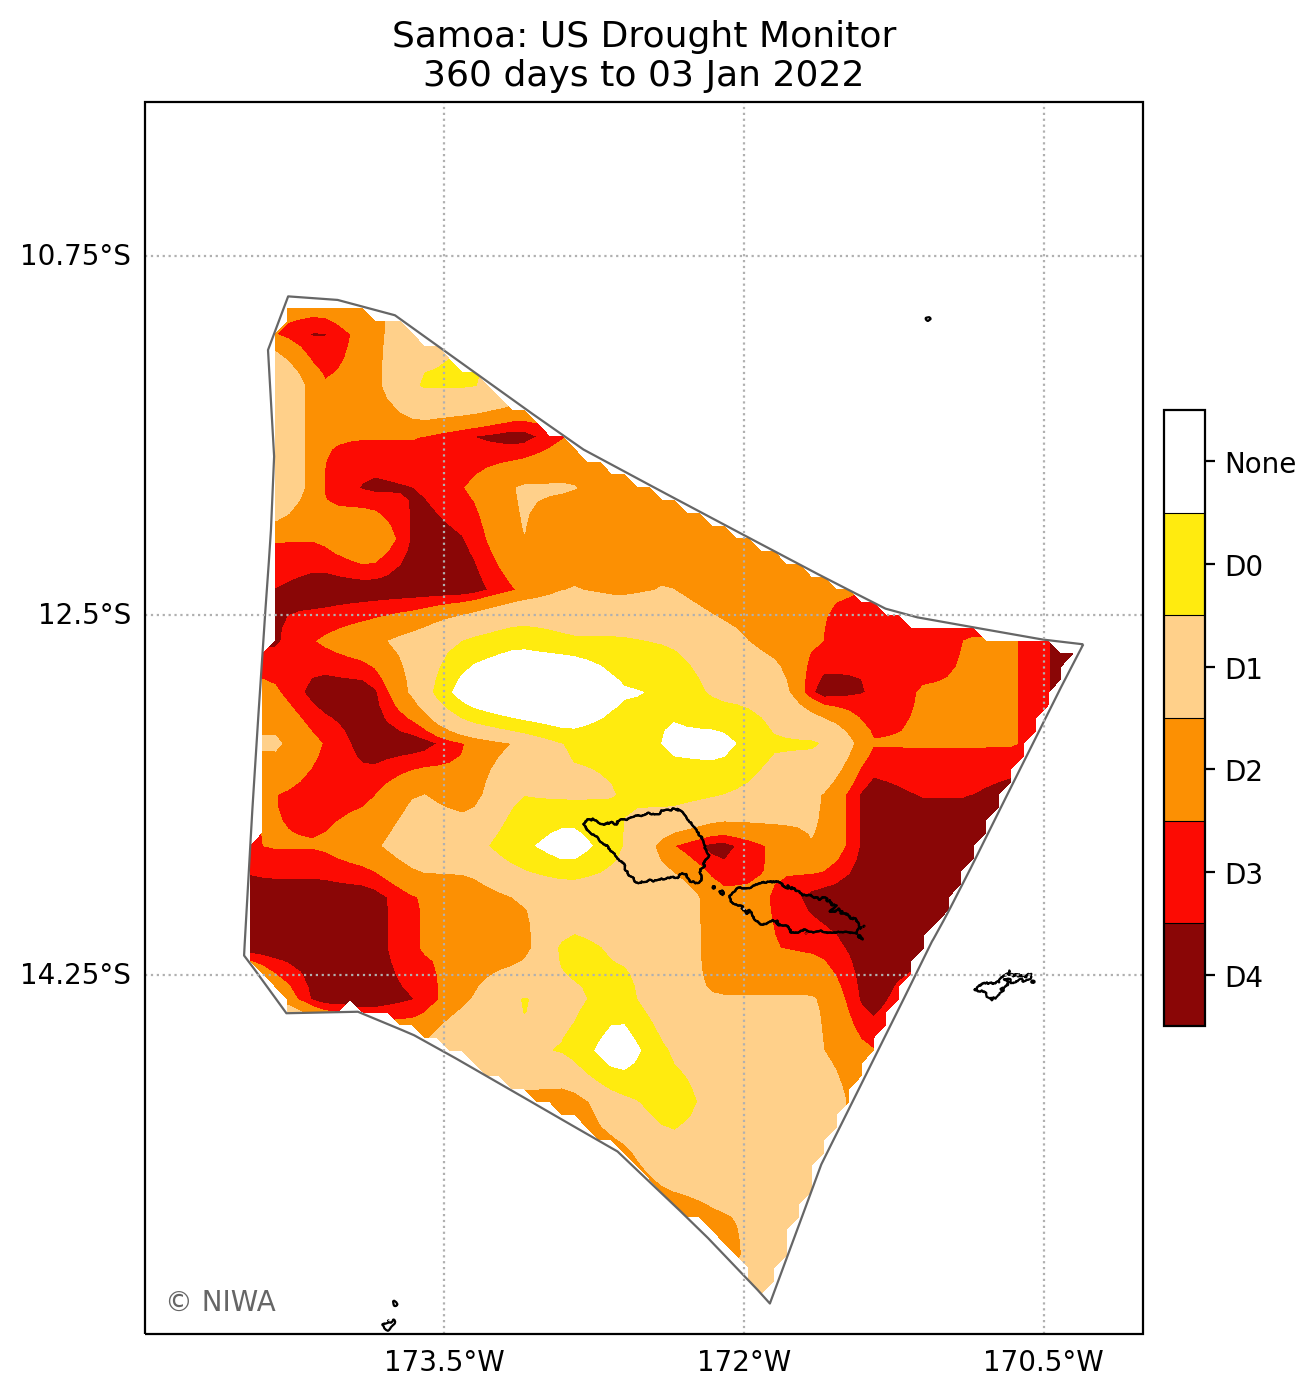 Samoa: US Drought Monitor
360 days to 03 Jan 2022
10.75°S
12.5°S
14.25°S
173.5°W
172°W
170.5°W
None
D0
D1
D2
D3
D4
© NIWA